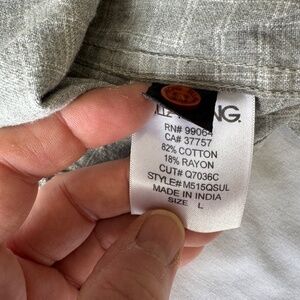 RN# 99064
CA# 37757
82% COTTON
18% RAYON
CUT# Q7036C
STYLE# M515QSUL
MADE IN INDIA
SIZE L